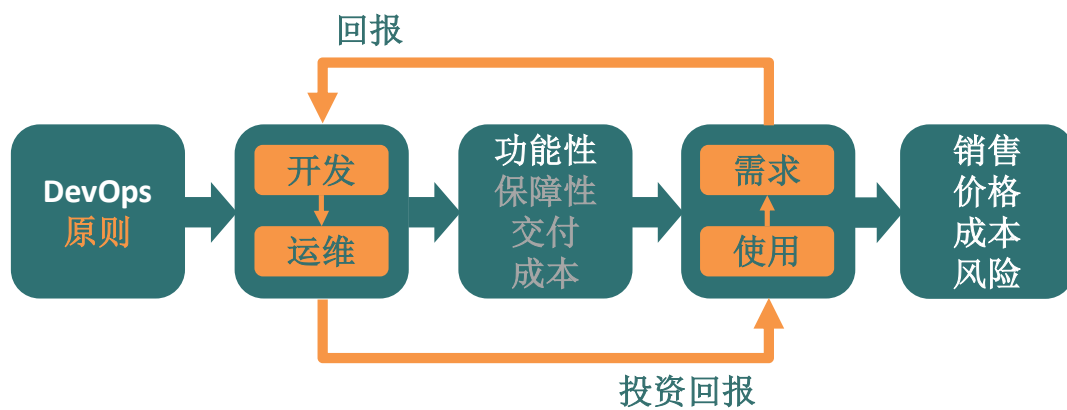 回报
DevOps
原则
开发
运维
功能性
保障性
交付
成本
需求
使用
销售
价格
成本
风险
投资回报